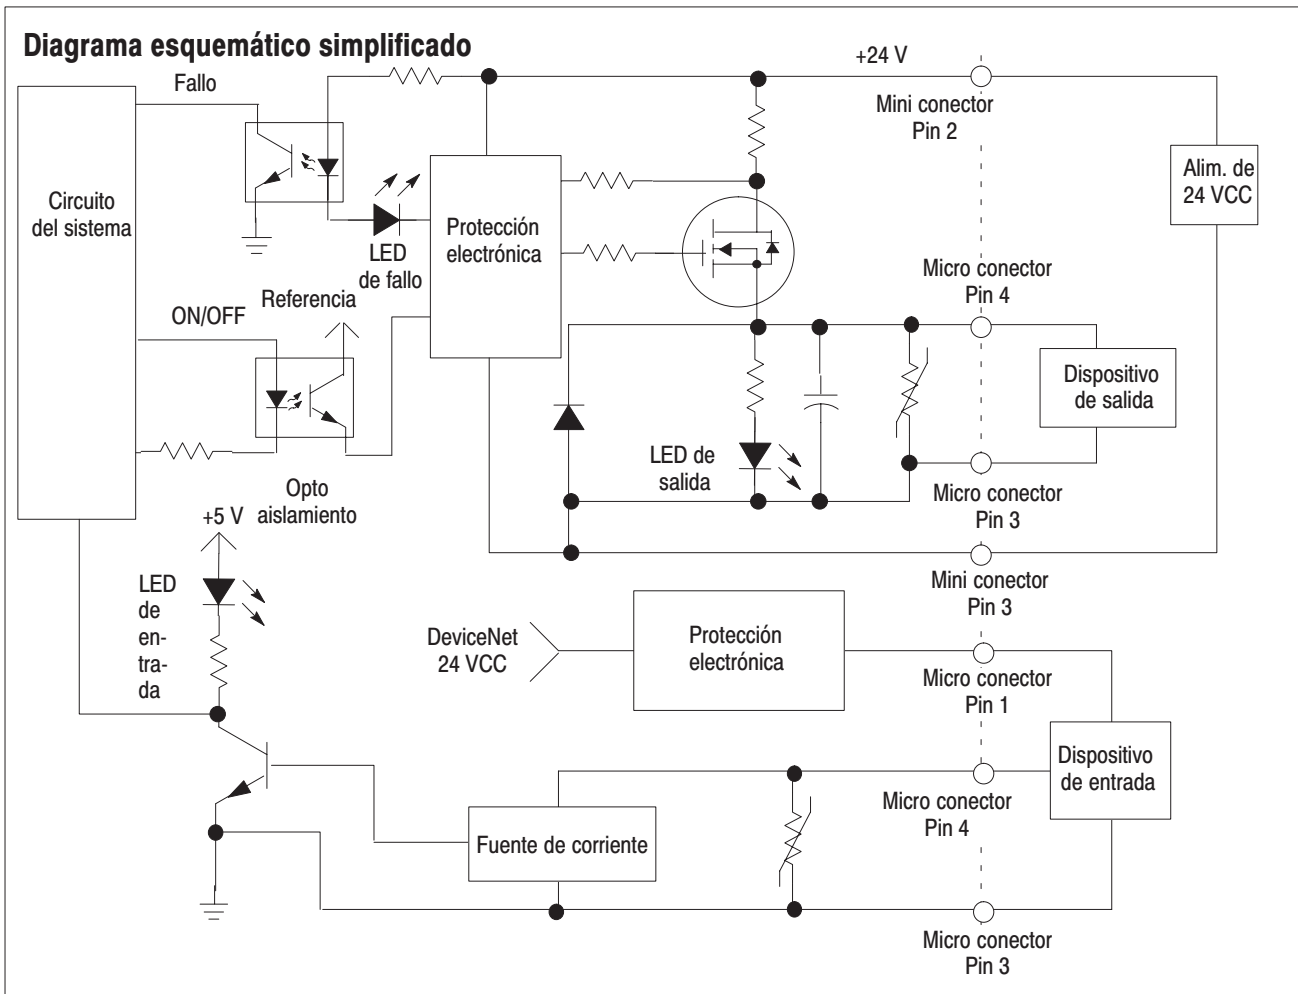 Diagrama esquemático simplificado
Fallo
+24 V
Mini conector
Pin 2
Alim. de
24 VCC
Circuito
del sistema
Protección
electrónica
LED
de fallo
Micro conector
Pin 4
Referencia
ON/OFF
Dispositivo
de salida
LED de
salida
Opto
aislamiento
Micro conector
Pin 3
+5 V
LED
de
en-
tra-
da
Mini conector
Pin 3
DeviceNet
24 VCC
Protección
electrónica
Micro conector
Pin 1
Dispositivo
de entrada
Micro conector
Pin 4
Fuente de corriente
Micro conector
Pin 3